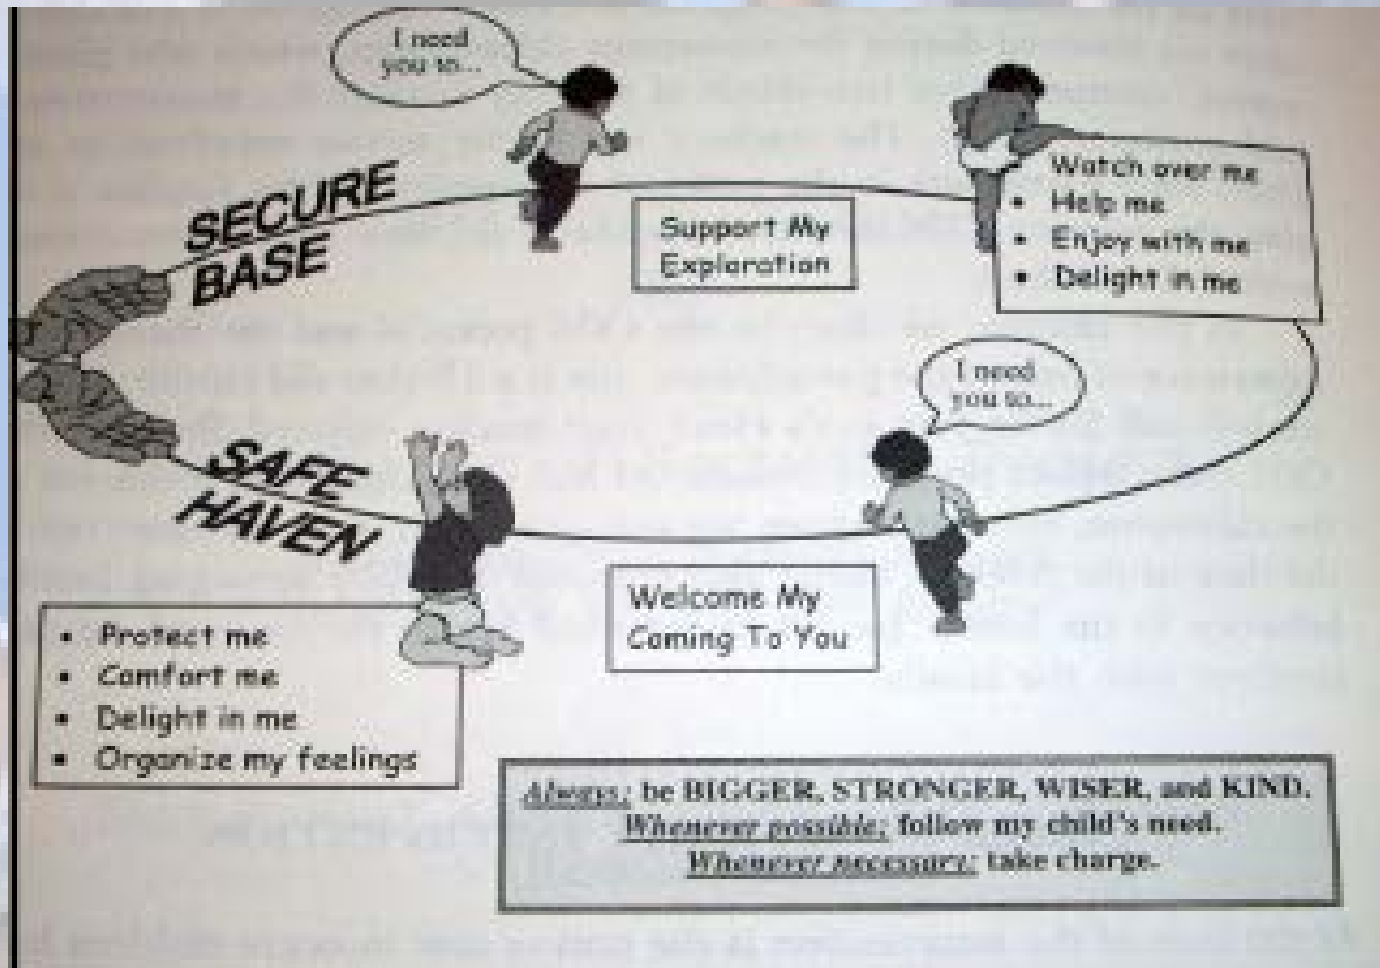 I need
you to...
SECURE
BASE
Support My
Exploration
Watch over me
• Help me
• Enjoy with me
• Delight in me
I need
you to...
SAFE
HAVEN
Welcome My
Coming To You
• Protect me
• Comfort me
• Delight in me
• Organize my feelings
Always: be BIGGER, STRONGER, WISER, and KIND.
Whenever possible: follow my child's need.
Whenever necessary: take charge.